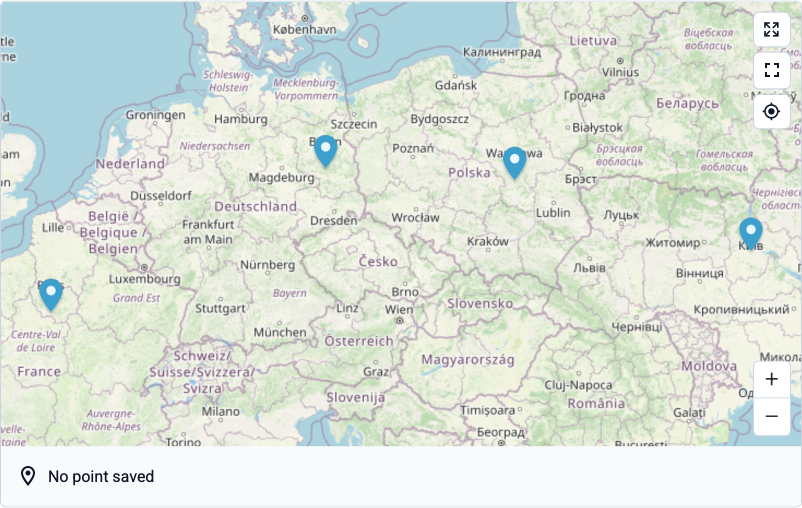 København
Калининград
Lietuva
Віцебская
вобласць
Vilnius
Schleswig-
Holstein
Mecklenburg-
Vorpommern
Gdańsk
Гродна
Беларусь
Groningen
Hamburg
Szczecin
Bydgoszcz
Białystok
Niedersachsen
Poznań
Брэсцкая
вобласць
Гомельская
вобласць
Nederland
Magdeburg
Polska
Брэст
Düsseldorf
Deutschland
Lille
België /
Belgique /
Belgien
Frankfurt
am Main
Dresden
Wrocław
Lublin
Луцьк
Житомир
Київ
Kraków
Nürnberg
Česko
Львів
Вінниця
Luxembourg
Grand Est
Bayern
Brno
Stuttgart
Linz
Wien
Slovensko
Кропивницький
München
Чернівці
Centre-Val
de Loire
Österreich
France
Schweiz/
Suisse/Svizzera/
Svizra
Magyarország
Moldova
Graz
Cluj-Napoca
Slovenija
România
Auvergne-
Rhône-Alpes
Milano
Timișoara
Galați
Torino
Београд
București
+
−
No point saved